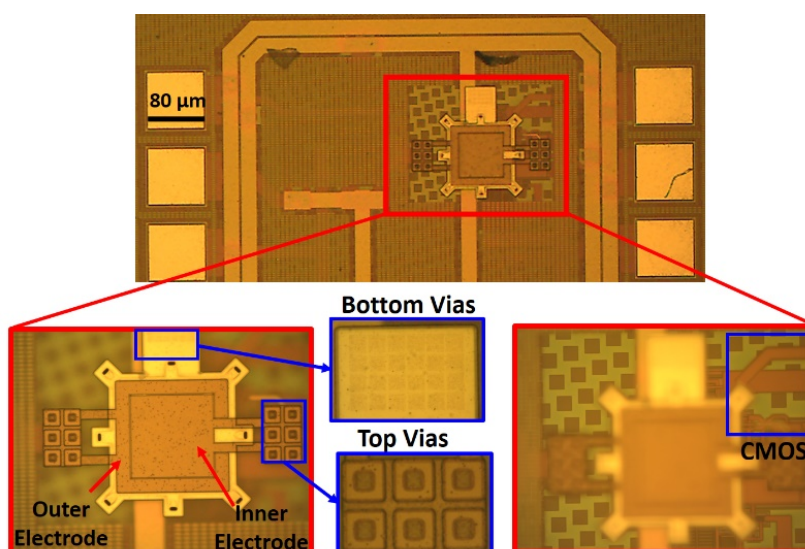 80 µm
Bottom Vias
Top Vias
Outer
Electrode
Inner
Electrode
CMOS